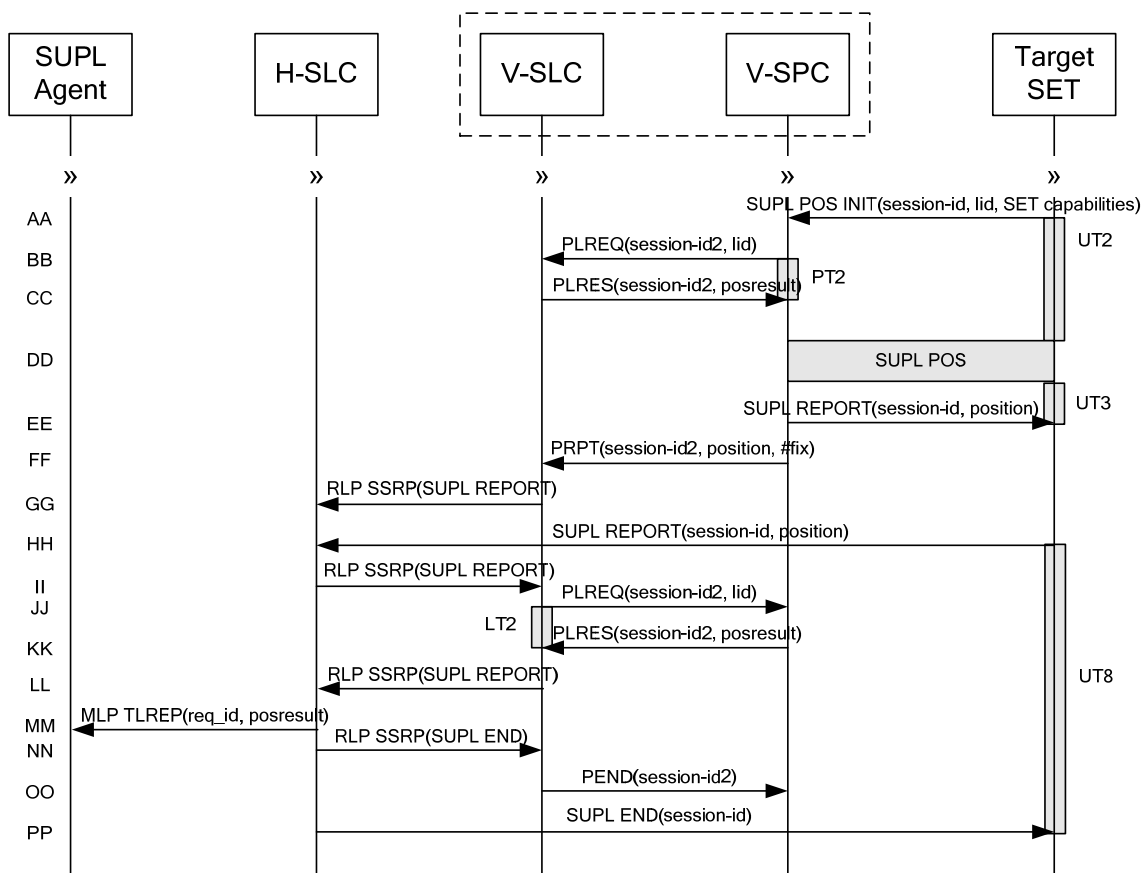 SUPL
Agent
H-SLC
V-SLC
V-SPC
Target
SET
» » » » »
AA
SUPL POS INIT(session-id, lid, SET capabilities)
UT2
BB
PLREQ(session-id2, lid)
PT2
CC
PLRES(session-id2, posresult)
DD
SUPL POS
UT3
EE
SUPL REPORT(session-id, position)
FF
PRPT(session-id2, position, #fix)
GG
RLP SSRP(SUPL REPORT)
HH
SUPL REPORT(session-id, position)
II
RLP SSRP(SUPL REPORT)
JJ
PLREQ(session-id2, lid)
LT2
KK
PLRES(session-id2, posresult)
LL
RLP SSRP(SUPL REPORT)
UT8
MM
MLP TLREP(req_id, posresult)
NN
RLP SSRP(SUPL END)
OO
PEND(session-id2)
PP
SUPL END(session-id)